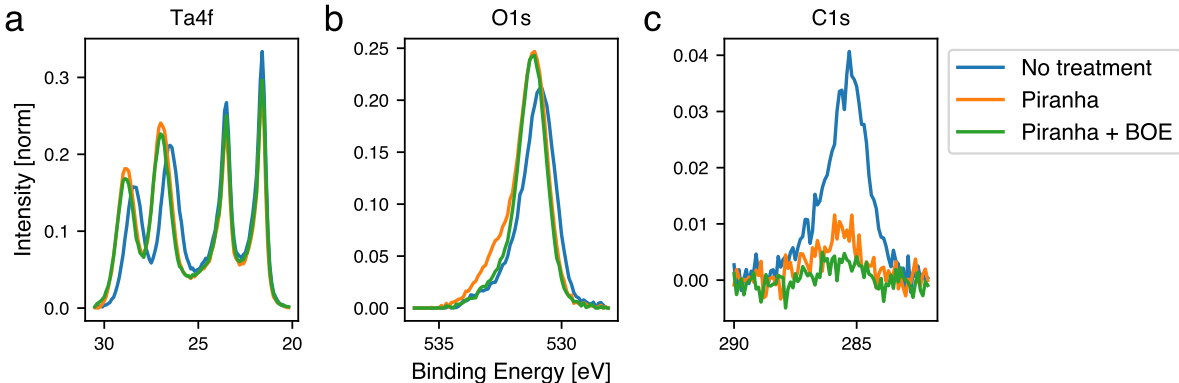 a
Ta4f
b
O1s
c
C1s
Intensity [norm]
0.3
0.2
0.1
0.0
30
25
20
0.25
0.20
0.15
0.10
0.05
0.00
535
530
Binding Energy [eV]
0.04
0.03
0.02
0.01
0.00
290
285
No treatment
Piranha
Piranha + BOE